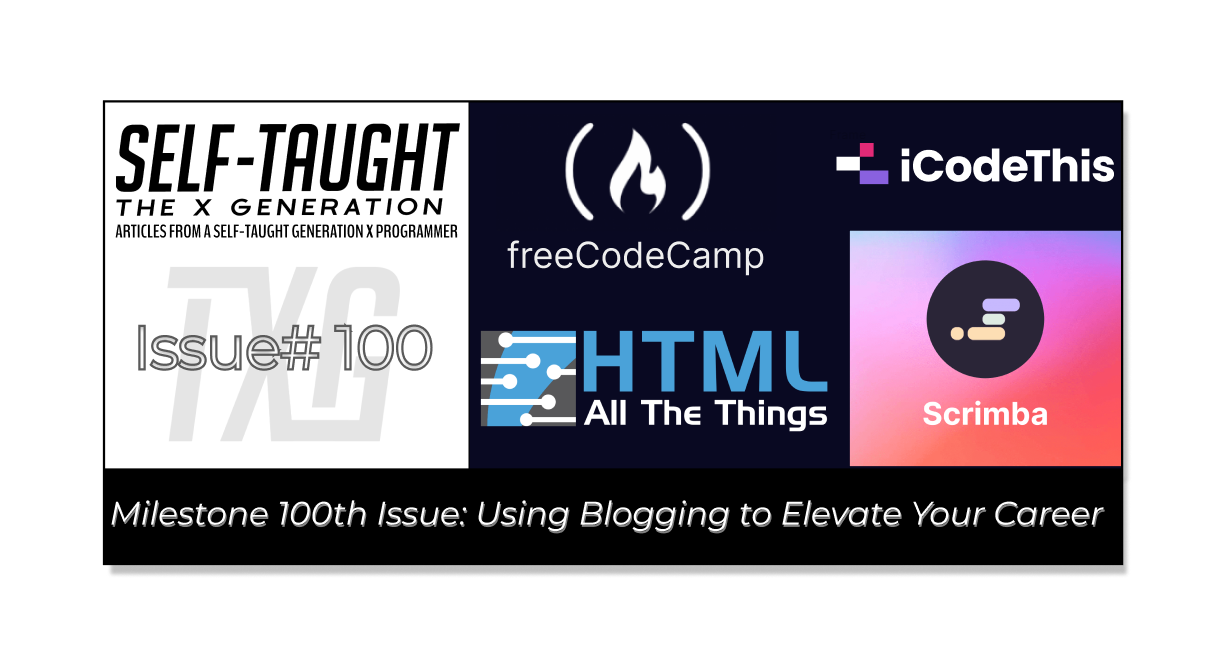 SELF-TAUGHT
THE X GENERATION
ARTICLES FROM A SELF-TAUGHT GENERATION X PROGRAMMER
TXG
Issue# 100
freeCodeCamp
HTML
All The Things
iCodeThis
Scrimba
Milestone 100th Issue: Using Blogging to Elevate Your Career